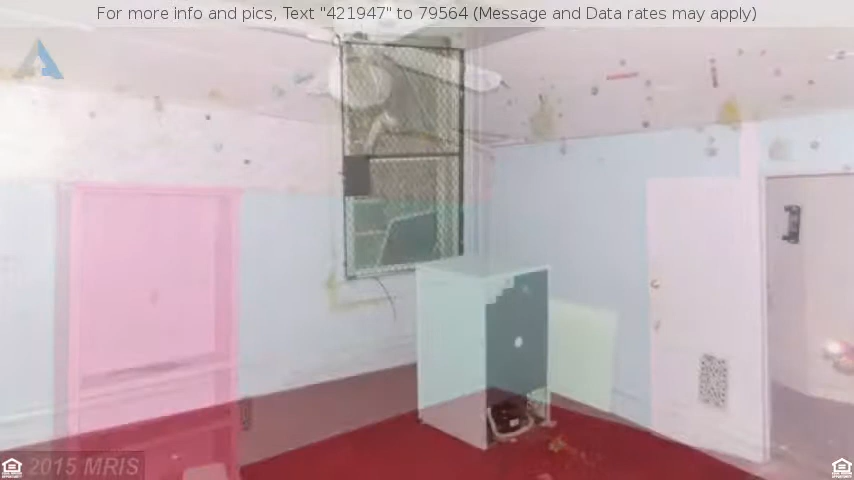 For more info and pics, Text "421947" to 79564 (Message and Data rates may apply)
2015 MRIS